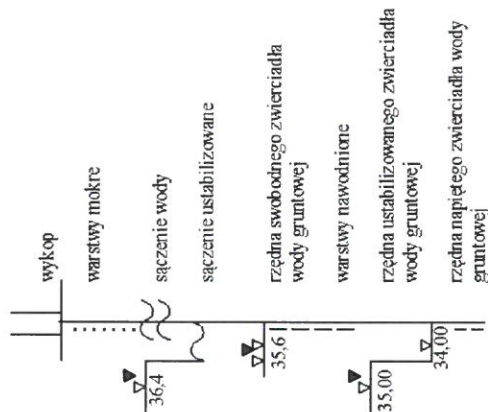 wykop
warstwy mokre
sączenie wody
36,4
sączenie ustabilizowane
35,6
rzędna swobodnego zwierciadła
wody gruntowej
warstwy nawodnione
35,00
rzędna ustabilizowanego zwierciadła
wody gruntowej
34,00
rzędna napiętego zwierciadła wody
gruntowej